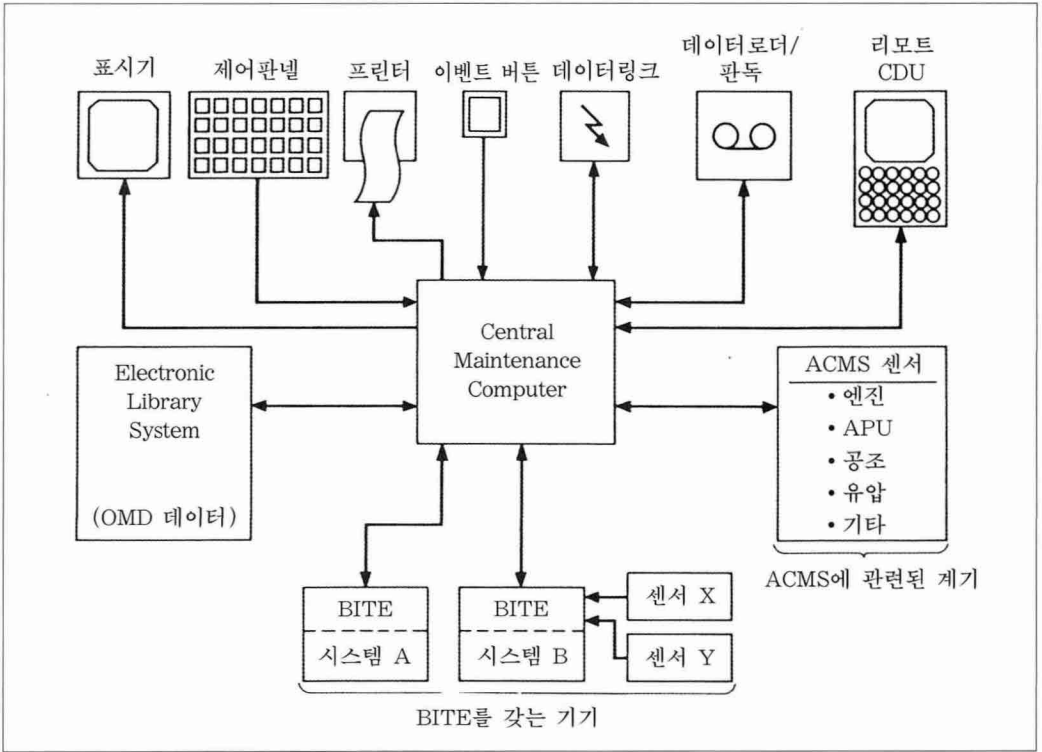 표시기
제어판넬
프린터
이벤트 버튼
데이터링크
데이터로더/
판독
리모트
CDU
Central
Maintenance
Computer
Electronic
Library
System
(OMD 데이터)
ACMS 센서
• 엔진
• APU
• 공조
• 유압
• 기타
ACMS에 관련된 계기
BITE
시스템 A
BITE
시스템 B
센서 X
센서 Y
BITE를 갖는 기기